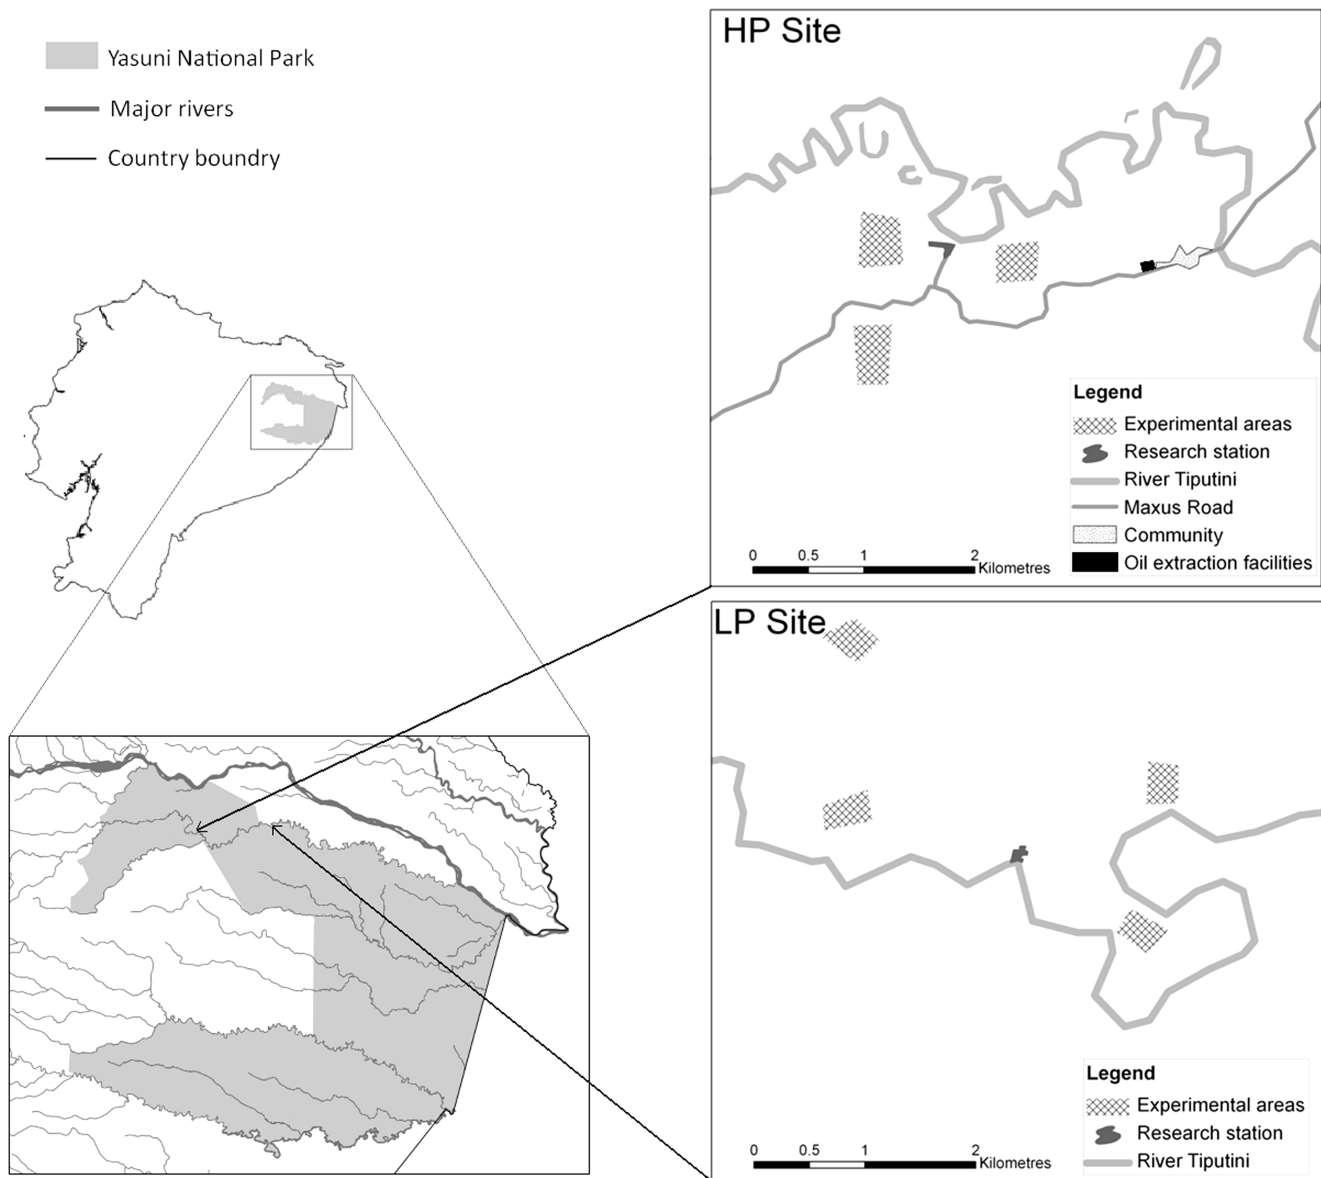 Yasuni National Park
Major rivers
Country boundry
HP Site
Legend
Experimental areas
Research station
River Tiputini
Maxus Road
Community
Oil extraction facilities
0 0.5 1 2
Kilometres
LP Site
Legend
Experimental areas
Research station
River Tiputini
0 0.5 1 2
Kilometres